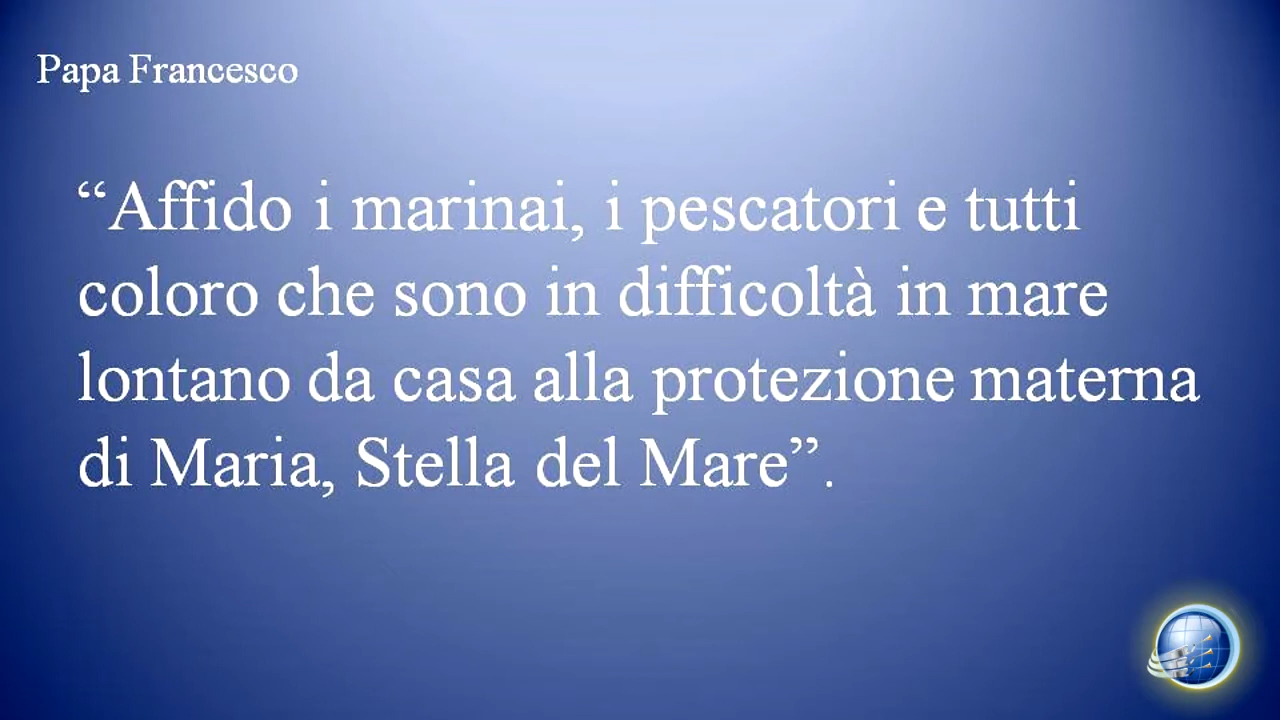 Papa Francesco
“Affido i marinai, i pescatori e tutti
coloro che sono in difficoltà in mare
lontano da casa alla protezione materna
di Maria, Stella del Mare”.